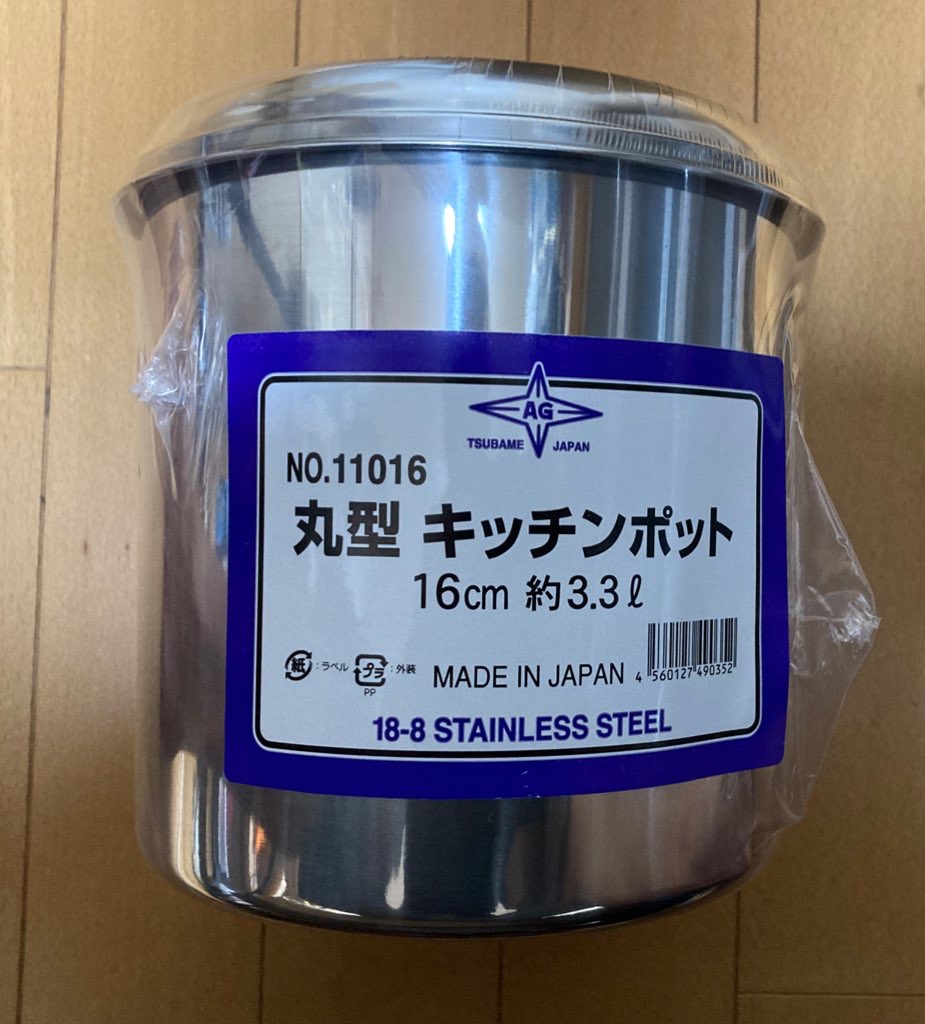 AG
TSUBAME JAPAN
NO.11016
丸型 キッチンポット
16cm 約3.3ℓ
紙 :ラベル プラ :外装
PP
MADE IN JAPAN
4 560127 490352
18-8 STAINLESS STEEL